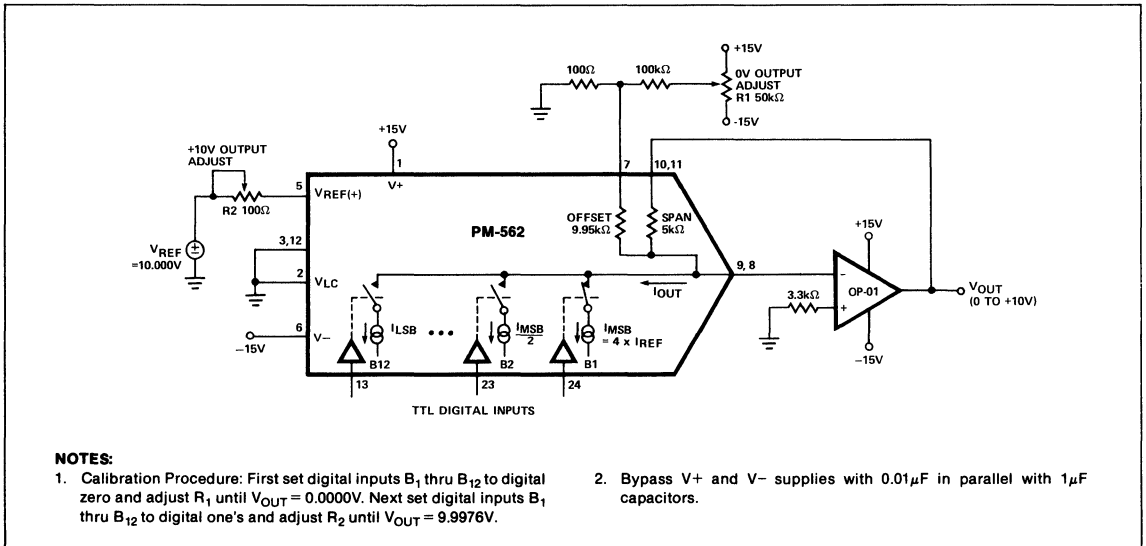 +15V
100Ω
100kΩ
0V OUTPUT
ADJUST
R1 50kΩ
-15V
+15V
+10V OUTPUT
ADJUST
1
7
10,11
5
VREF(+)
V+
R2 100Ω
OFFSET
9.95kΩ
SPAN
5kΩ
PM-562
+15V
VREF
=10.000V
3,12
9, 8
2
VLC
IOUT
−
OP-01
VOUT
(0 TO +10V)
3.3kΩ
+
6
V−
−15V
ILSB
•••
IMSB
2
IMSB
= 4 x IREF
−15V
B12
B2
B1
13
23
24
TTL DIGITAL INPUTS
NOTES:
1. Calibration Procedure: First set digital inputs B1 thru B12 to digital
zero and adjust R1 until VOUT = 0.0000V. Next set digital inputs B1
thru B12 to digital one's and adjust R2 until VOUT = 9.9976V.
2. Bypass V+ and V− supplies with 0.01μF in parallel with 1μF
capacitors.